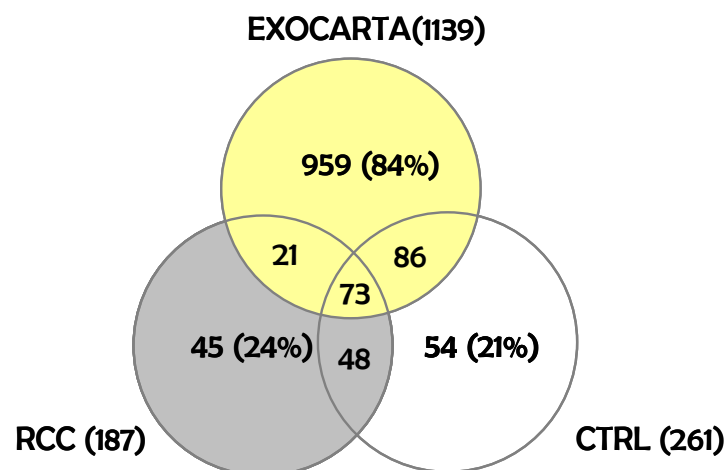 EXOCARTA(1139)
959 (84%)
21
86
73
45 (24%)
48
54 (21%)
RCC (187)
CTRL (261)